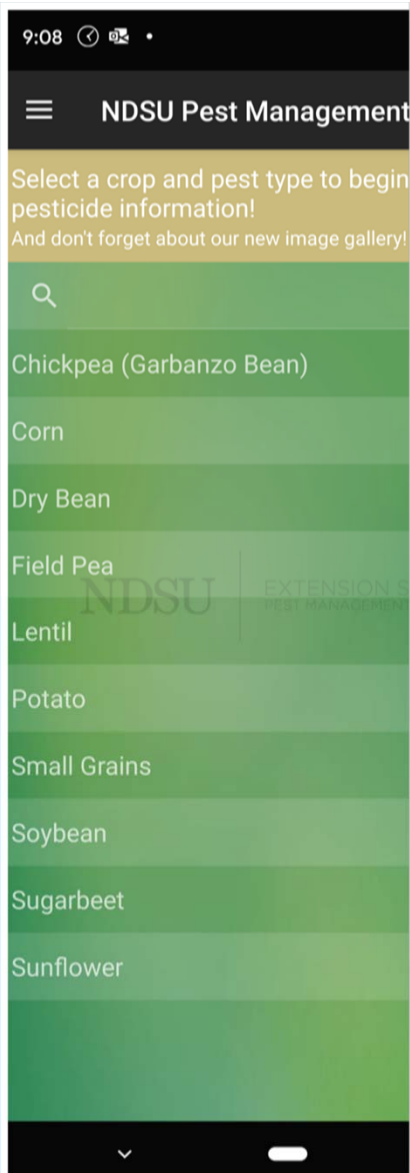 9:08
NDSU Pest Management
Select a crop and pest type to begin
pesticide information!
And don't forget about our new image gallery!
Chickpea (Garbanzo Bean)
Corn
Dry Bean
Field Pea
NDSU EXTENSION S
PEST MANAGEMENT
Lentil
Potato
Small Grains
Soybean
Sugarbeet
Sunflower